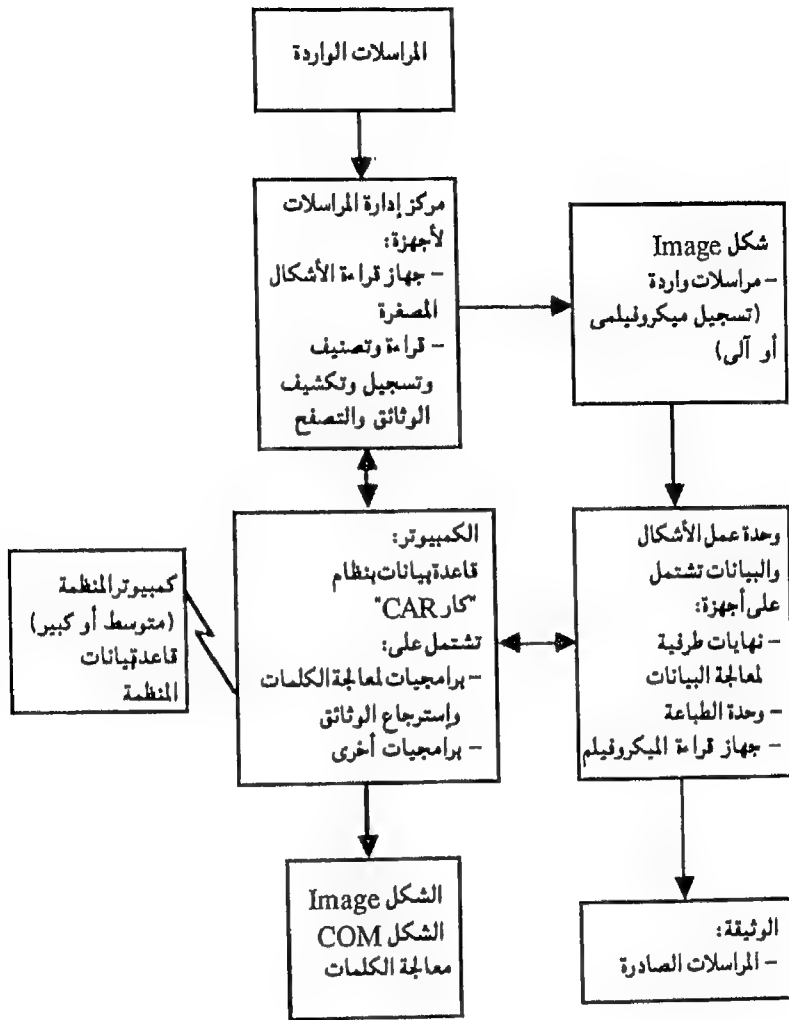 المراسلات الواردة
مركز إدارة المراسلات
لأجهزة:
– جهاز قراءة الأشكال
المصغرة
– قراءة وتصنيف
وتسجيل وتكشيف
الوثائق والتصفح
شكل Image
– مراسلات واردة
(تسجيل ميكروفيلمى
أو آلى)
وحدة عمل الأشكال
والبيانات تشتمل
على أجهزة:
– نهايات طرفية
لمعالجة البيانات
– وحدة الطباعة
– جهاز قراءة الميكروفيلم
الكمبيوتر:
قاعدة بيانات بنظام
"كار CAR"
تشتمل على:
– برامجيات لمعالجة الكلمات
وإسترجاع الوثائق
– برامجيات أخرى
كمبيوتر المنظمة
(متوسط أو كبير)
قاعدة بيانات
المنظمة
الشكل Image
الشكل COM
معالجة الكلمات
الوثيقة:
– المراسلات الصادرة